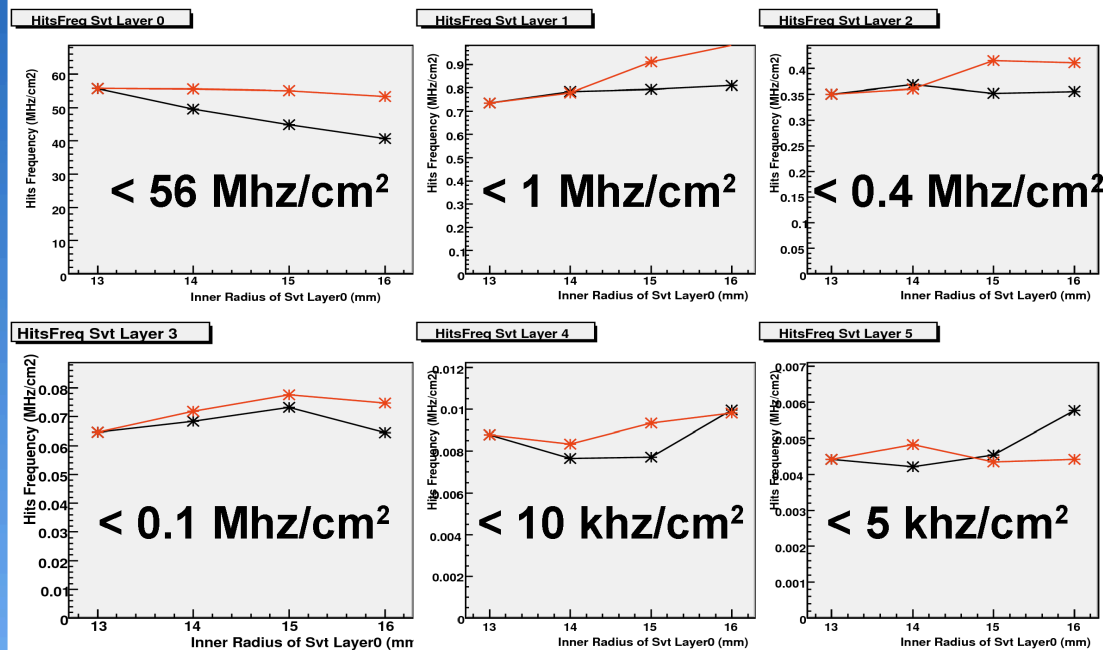 HitsFreq Svt Layer 0
Hits Frequency (MHz/cm2)
60
50
40
30
20
10
0
13 14 15 16
Inner Radius of Svt Layer0 (mm)
< 56 Mhz/cm²
HitsFreq Svt Layer 1
Hits Frequency (MHz/cm2)
0.9
0.8
0.7
0.6
0.5
0.4
0.3
0.2
0.1
0
13 14 15 16
Inner Radius of Svt Layer0 (mm)
< 1 Mhz/cm²
HitsFreq Svt Layer 2
Hits Frequency (MHz/cm2)
0.4
0.35
0.3
0.25
0.2
0.15
0.1
0.05
0
13 14 15 16
Inner Radius of Svt Layer0 (mm)
< 0.4 Mhz/cm²
HitsFreq Svt Layer 3
Hits Frequency (MHz/cm2)
0.08
0.07
0.06
0.05
0.04
0.03
0.02
0.01
0
13 14 15 16
Inner Radius of Svt Layer0 (mm
< 0.1 Mhz/cm²
HitsFreq Svt Layer 4
Hits Frequency (MHz/cm2)
0.012
0.01
0.008
0.006
0.004
0.002
0
13 14 15 16
Inner Radius of Svt Layer0 (mm)
< 10 khz/cm²
HitsFreq Svt Layer 5
Hits Frequency (MHz/cm2)
0.007
0.006
0.005
0.004
0.003
0.002
0.001
0
13 14 15 16
Inner Radius of Svt Layer0 (mm)
< 5 khz/cm²